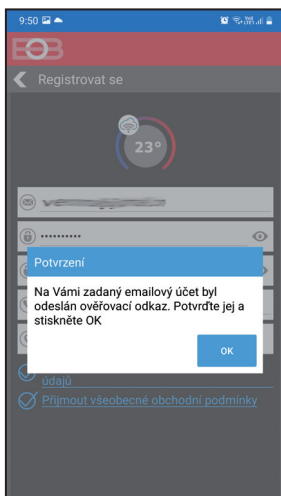 9:50
EOB
Registrovat se
23°
••••••••••
Potvrzení
Na Vámi zadaný emailový účet byl
odeslán ověřovací odkaz. Potvrďte jej a
stiskněte OK
OK
údajů
Přijmout všeobecné obchodní podmínky